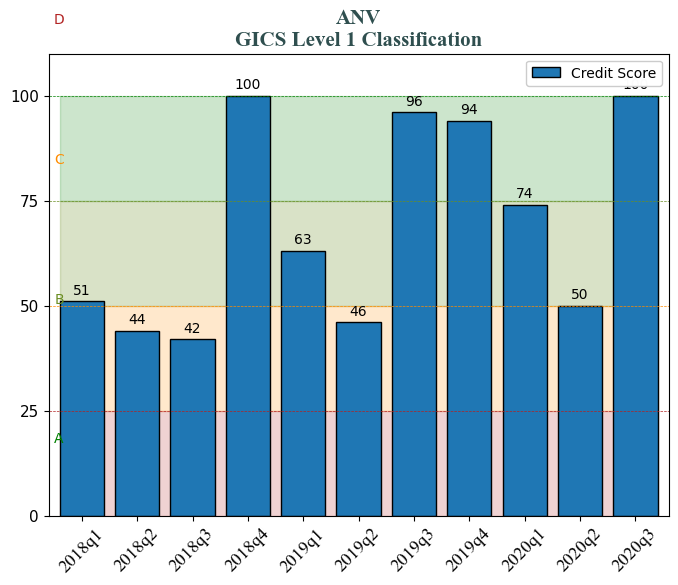 D
ANV
GICS Level 1 Classification
Credit Score
100
75
50
25
0
C
B
A
51
44
42
100
63
46
96
94
74
50
100
2018q1
2018q2
2018q3
2018q4
2019q1
2019q2
2019q3
2019q4
2020q1
2020q2
2020q3